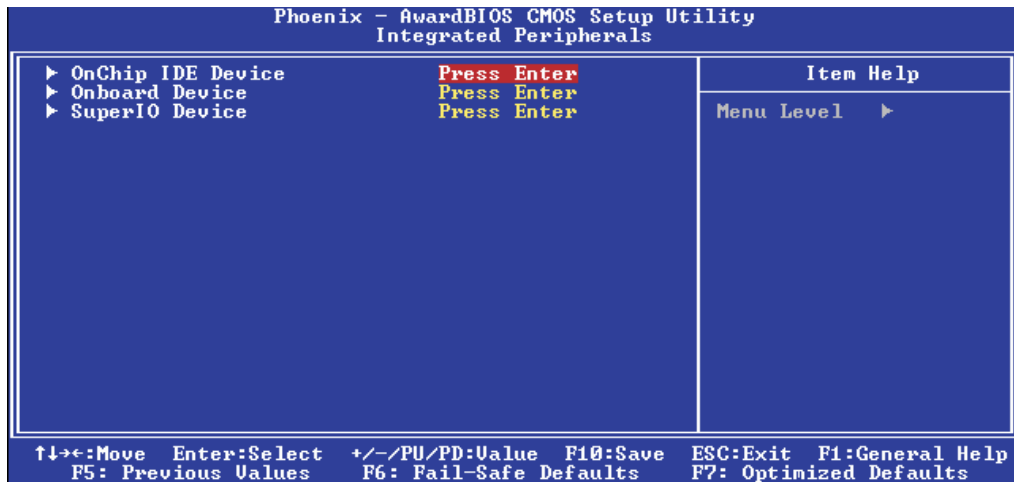 Phoenix - AwardBIOS CMOS Setup Utility
Integrated Peripherals
▶ OnChip IDE Device Press Enter
▶ Onboard Device Press Enter
▶ SuperIO Device Press Enter
Item Help
Menu Level ▶
↑↓→←:Move Enter:Select +/-/PU/PD:Value F10:Save ESC:Exit F1:General Help
F5: Previous Values F6: Fail-Safe Defaults F7: Optimized Defaults